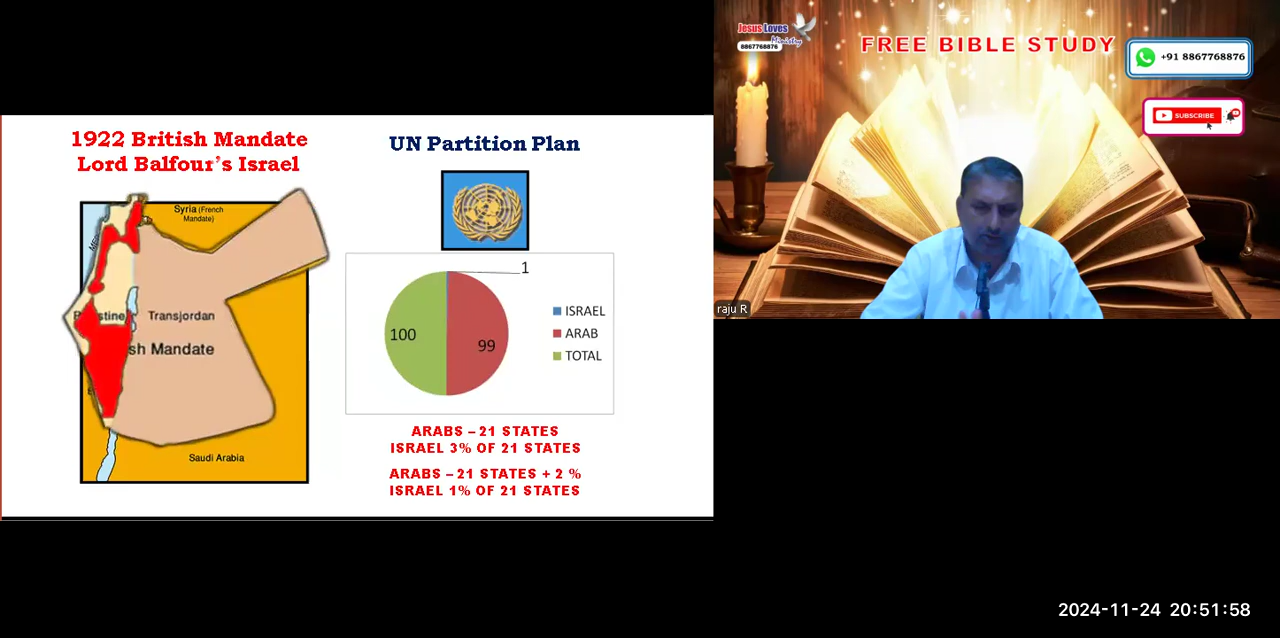 1922 British Mandate
Lord Balfour's Israel
Syria (French
Mandate)
Transjordan
sh Mandate
Saudi Arabia
UN Partition Plan
1
100
99
ISRAEL
ARAB
TOTAL
ARABS – 21 STATES
ISRAEL 3% OF 21 STATES
ARABS – 21 STATES + 2 %
ISRAEL 1% OF 21 STATES
Jesus Loves
Ministry
8867768876
FREE BIBLE STUDY
+91 8867768876
SUBSCRIBE
raju R
2024-11-24 20:51:58